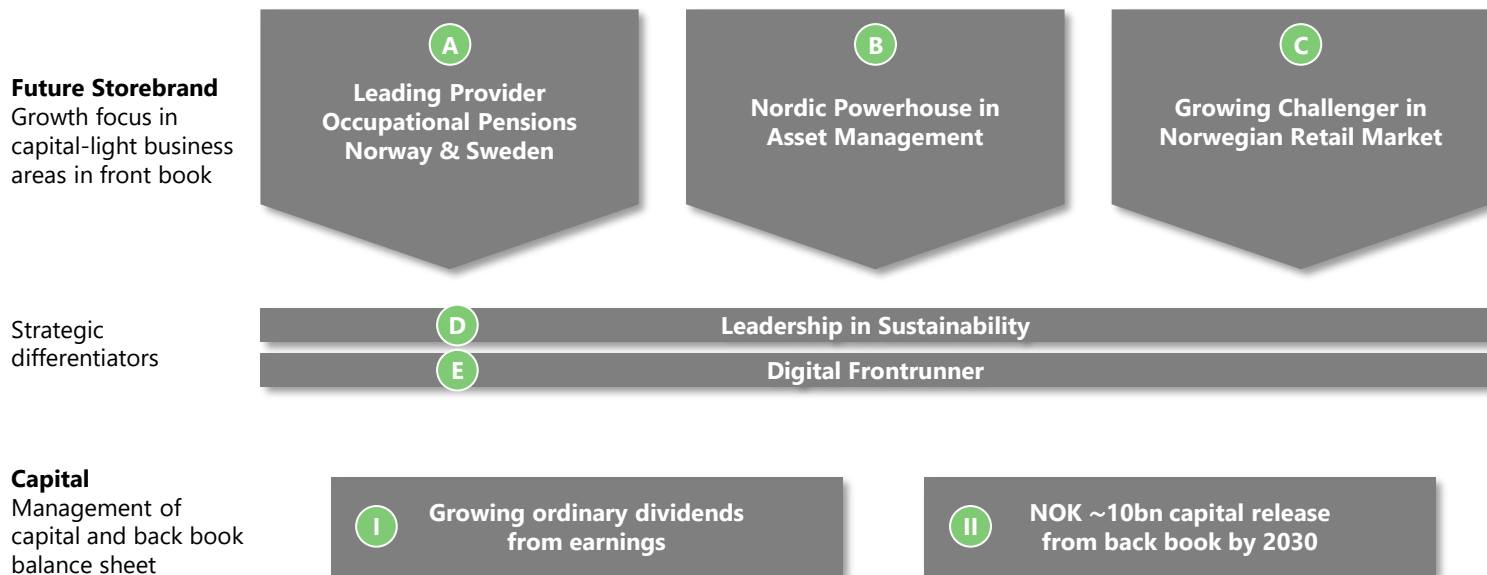 Future Storebrand
Growth focus in
capital-light business
areas in front book
A
Leading Provider
Occupational Pensions
Norway & Sweden
B
Nordic Powerhouse in
Asset Management
C
Growing Challenger in
Norwegian Retail Market
Strategic
differentiators
D
Leadership in Sustainability
E
Digital Frontrunner
Capital
Management of
capital and back book
balance sheet
I
Growing ordinary dividends
from earnings
II
NOK ~10bn capital release
from back book by 2030